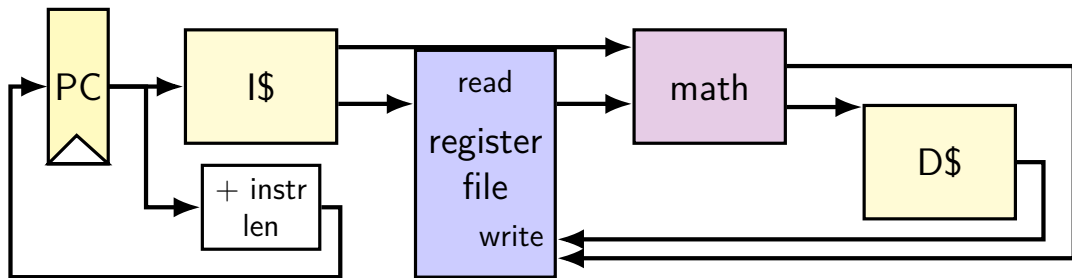 PC
I$
+ instr
len
read
register
file
write
math
D$